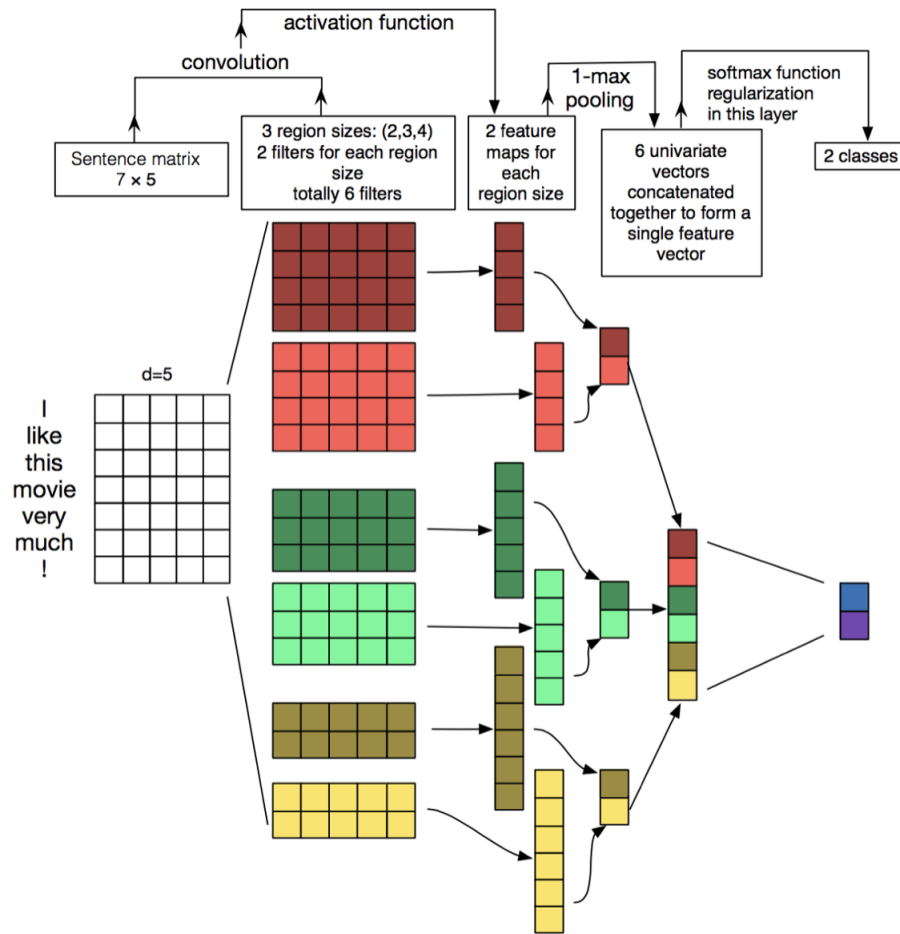 activation function
convolution
1-max
pooling
softmax function
regularization
in this layer
Sentence matrix
7 × 5
3 region sizes: (2,3,4)
2 filters for each region
size
totally 6 filters
2 feature
maps for
each
region size
6 univariate
vectors
concatenated
together to form a
single feature
vector
2 classes
d=5
I
like
this
movie
very
much
!